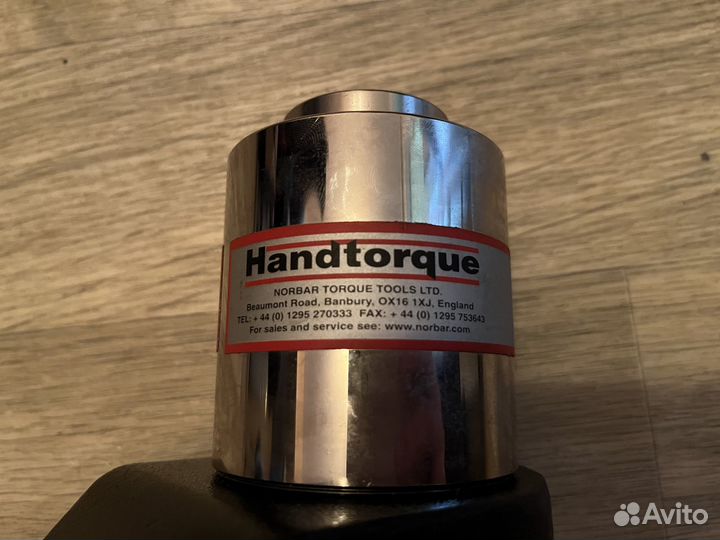 Handtorque
NORBAR TORQUE TOOLS LTD.
Beaumont Road, Banbury, OX16 1XJ, England
TEL: + 44 (0) 1295 270333 FAX: + 44 (0) 1295 753643
For sales and service see: www.norbar.com
Avito